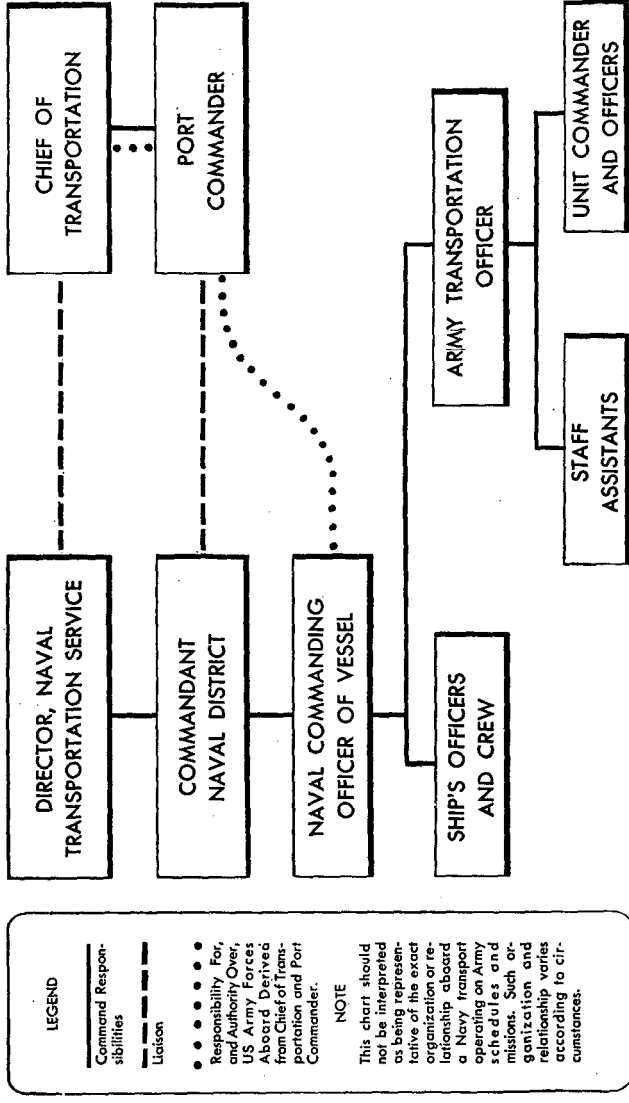 LEGEND
Command Respon-
sibilities
Liaison
Responsibility For,
and Authority Over,
US Army Forces
Aboard Derived
from Chief of Trans-
portation and Port
Commander.
NOTE
This chart should
not be interpreted
as being represen-
tative of the exact
organization or re-
lationship aboard
a Navy transport
operating on Army
schedules and
missions. Such or-
ganization and
relationship varies
according to cir-
cumstances.
DIRECTOR, NAVAL
TRANSPORTATION SERVICE
CHIEF OF
TRANSPORTATION
COMMANDANT
NAVAL DISTRICT
PORT
COMMANDER
NAVAL COMMANDING
OFFICER OF VESSEL
SHIP'S OFFICERS
AND CREW
ARMY TRANSPORTATION
OFFICER
STAFF
ASSISTANTS
UNIT COMMANDER
AND OFFICERS